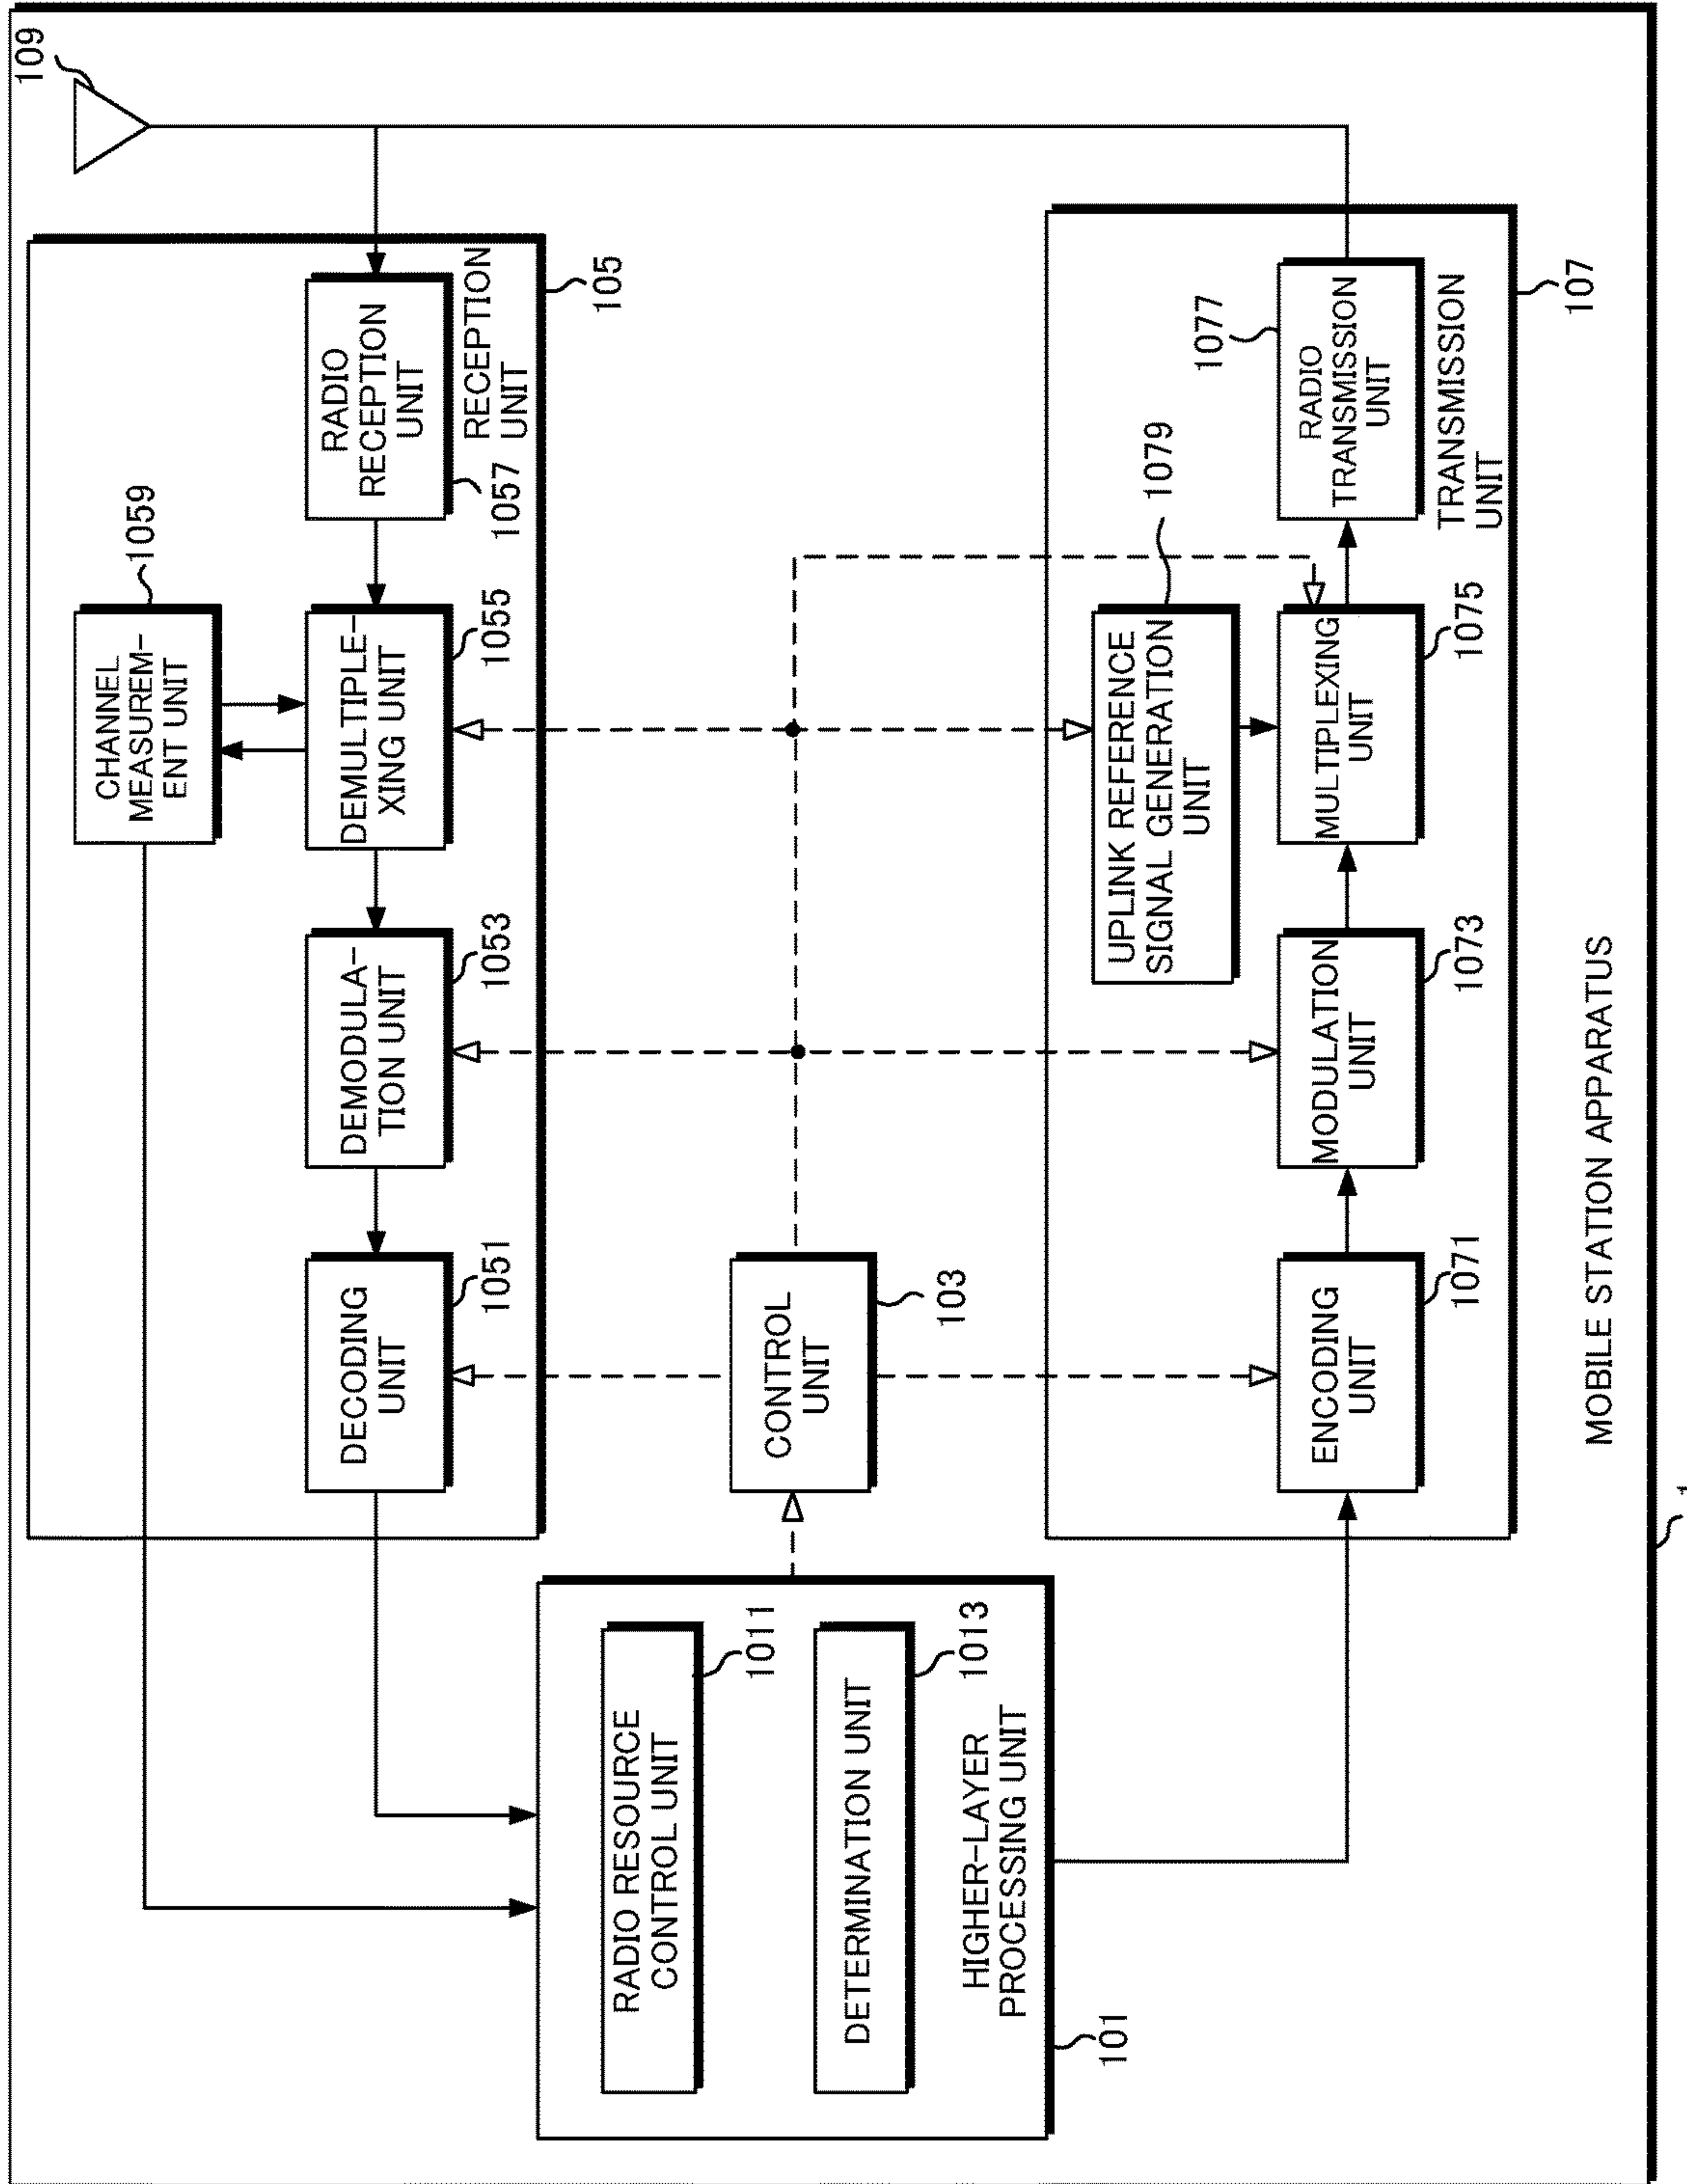 109
CHANNEL
MEASUREM-
ENT UNIT
1059
RADIO
RECEPTION
UNIT
1057
RECEPTION
UNIT
105
DEMULTIPLE-
XING UNIT
1055
DEMODULA-
TION UNIT
1053
DECODING
UNIT
1051
RADIO RESOURCE
CONTROL UNIT
1011
DETERMINATION UNIT
1013
HIGHER-LAYER
PROCESSING UNIT
101
CONTROL
UNIT
103
UPLINK REFERENCE
SIGNAL GENERATION
UNIT
1079
ENCODING
UNIT
1071
MODULATION
UNIT
1073
MULTIPLEXING
UNIT
1075
RADIO
TRANSMISSION
UNIT
1077
TRANSMISSION
UNIT
107
MOBILE STATION APPARATUS